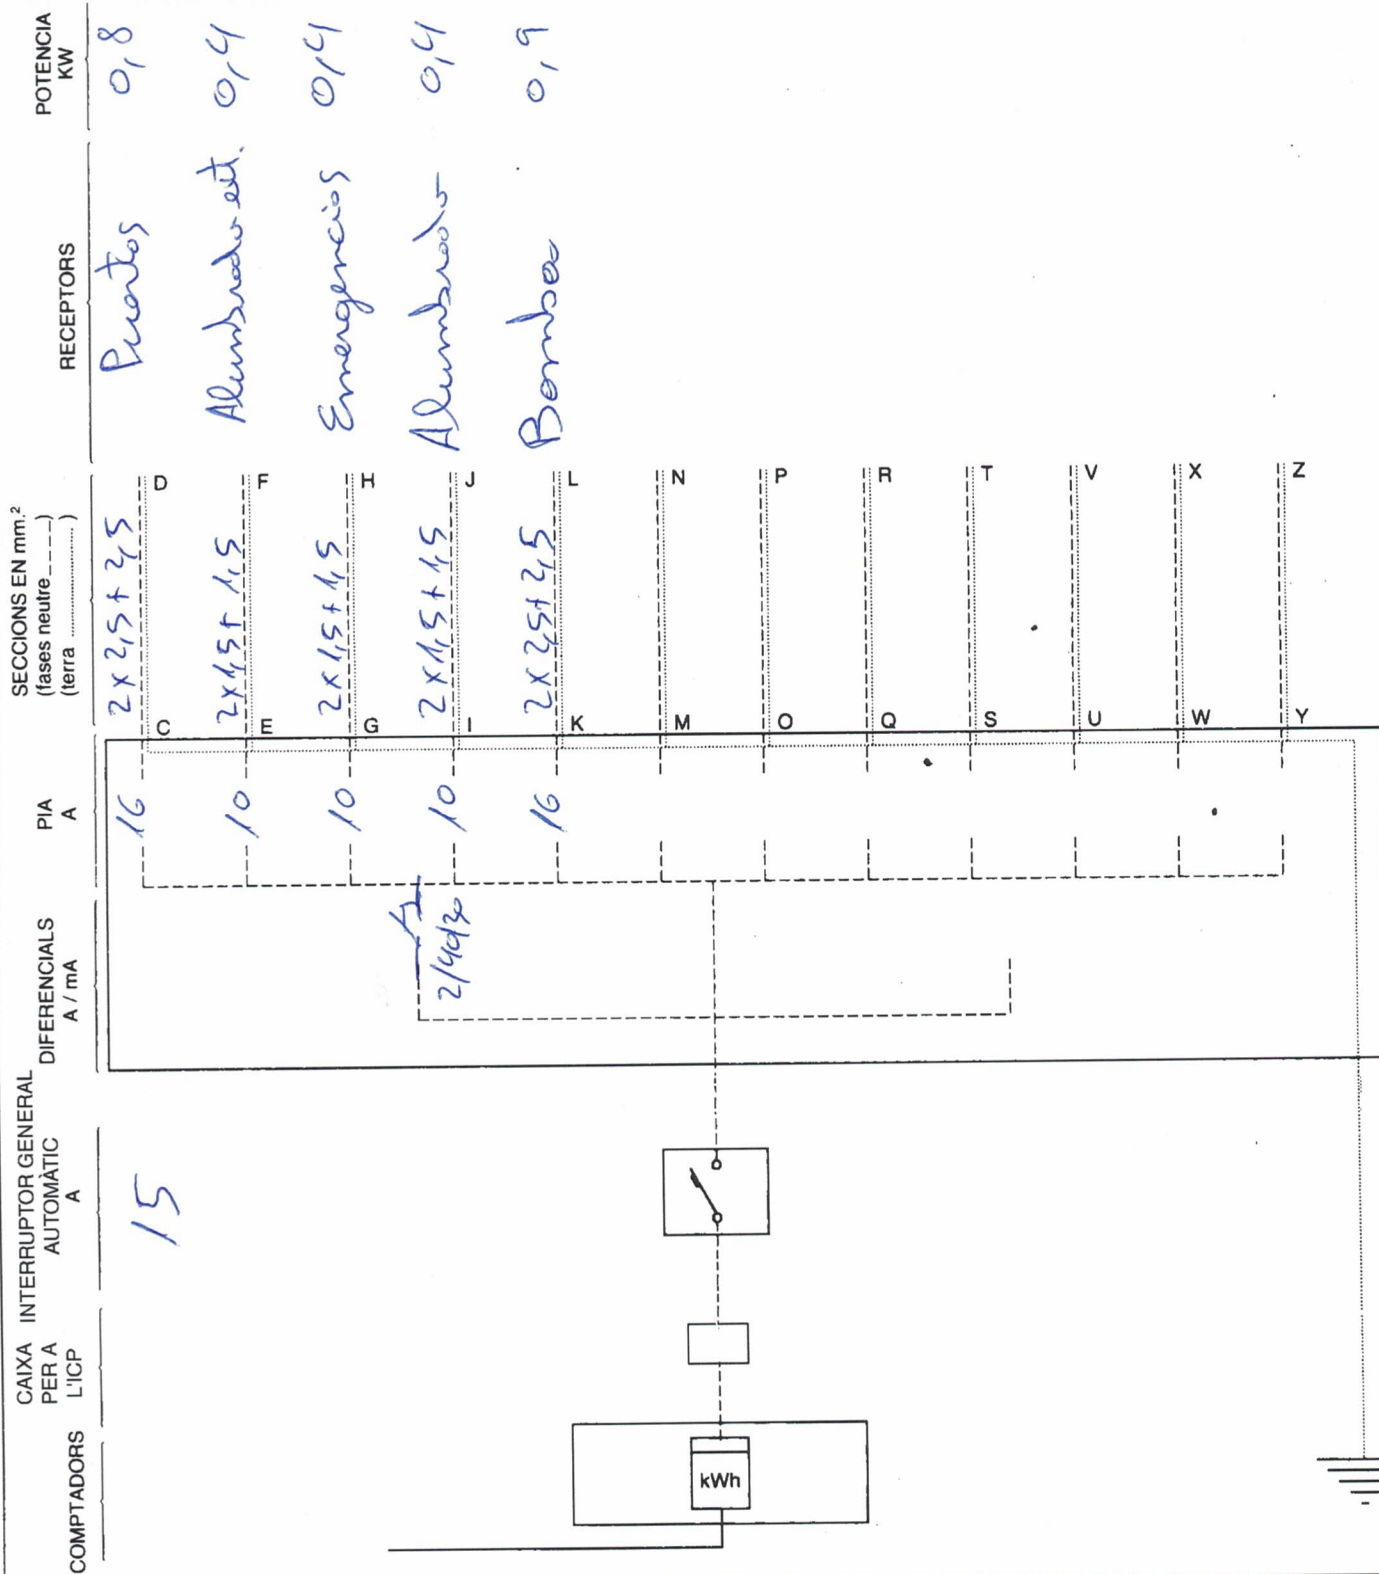 COMPTADORS
CAIXA
PER A
L'ICP
INTERRUPTOR GENERAL
AUTOMÀTIC
A
DIFERENCIALS
A / mA
PIA
A
SECCIONS EN mm.²
(fases neutre_____)
(terra ...............)
RECEPTORS
POTENCIA
KW
15
16
C
2x2,5+2,5
D
Puertas
0,8
10
E
2x1,5+1,5
F
Alumbrado ext.
0,4
10
G
2x1,5+1,5
H
Emergencias
0,4
10
I
2x1,5+1,5
J
Alumbrado
0,4
2/40/30
16
K
2x2,5+2,5
L
Bomba
0,9
M
N
O
P
Q
R
S
T
U
V
W
X
Y
Z
kWh